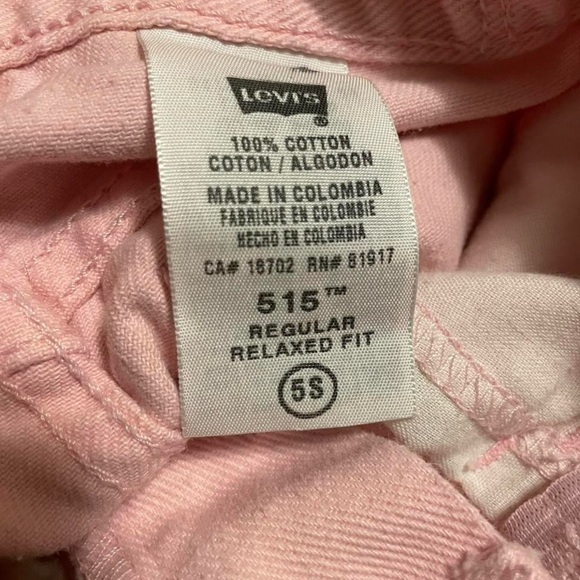 LEVI'S ®
100% COTTON
COTON / ALGODON
MADE IN COLOMBIA
FABRIQUE EN COLOMBIE
HECHO EN COLOMBIA
CA# 16702 RN# 61917
515™
REGULAR
RELAXED FIT
5S